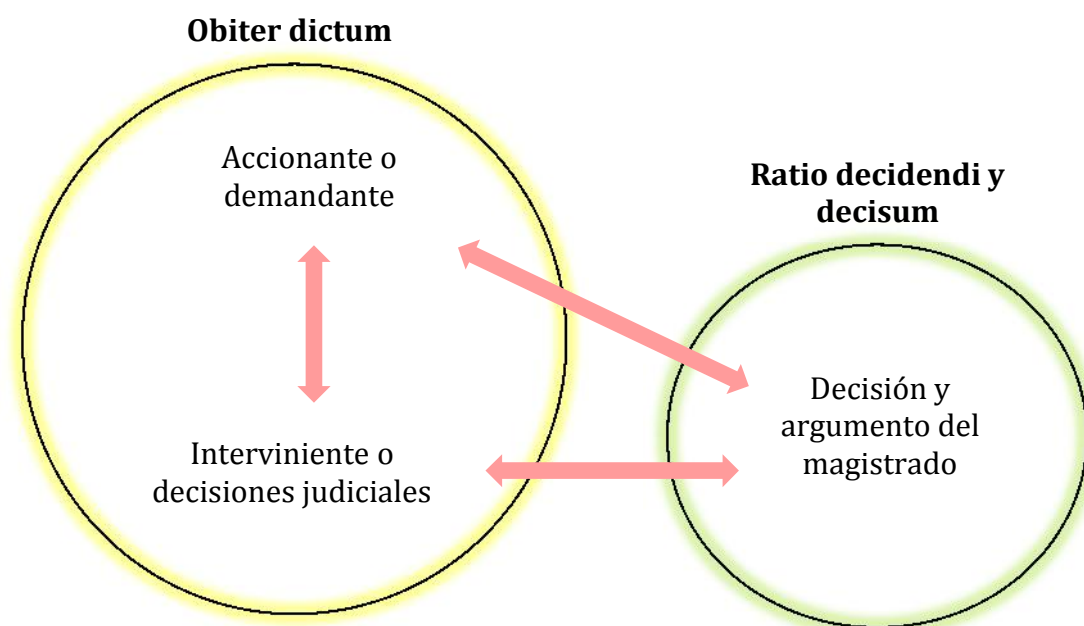 Obiter dictum
Accionante o
demandante
Interviniente o
decisiones judiciales
Ratio decidendi y
decisum
Decisión y
argumento del
magistrado